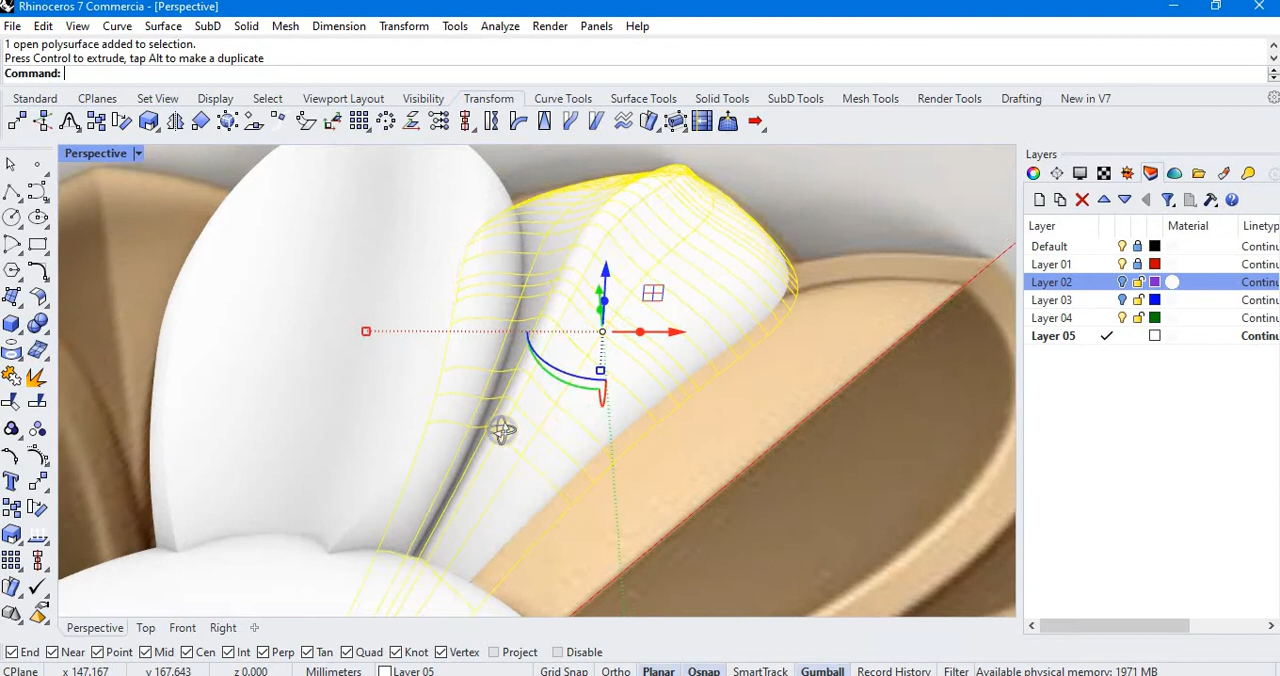 Rhinoceros 7 Commercia - [Perspective]
File Edit View Curve Surface SubD Solid Mesh Dimension Transform Tools Analyze Render Panels Help
1 open polysurface added to selection.
Press Control to extrude, tap Alt to make a duplicate
Command:
Standard CPlanes Set View Display Select Viewport Layout Visibility Transform Curve Tools Surface Tools Solid Tools SubD Tools Mesh Tools Render Tools Drafting New in V7
Perspective
Layers
Layer Material Linetyp
Default Continu
Layer 01 Continu
Layer 02 Continu
Layer 03 Continu
Layer 04 Continu
Layer 05 Continu
Perspective Top Front Right
End Near Point Mid Cen Int Perp Tan Quad Knot Vertex Project Disable
CPlane x 147.167 y 167.643 z 0.000 Millimeters Layer 05 Grid Snap Ortho Planar Osnap SmartTrack Gumball Record History Filter Available physical memory: 1971 MB